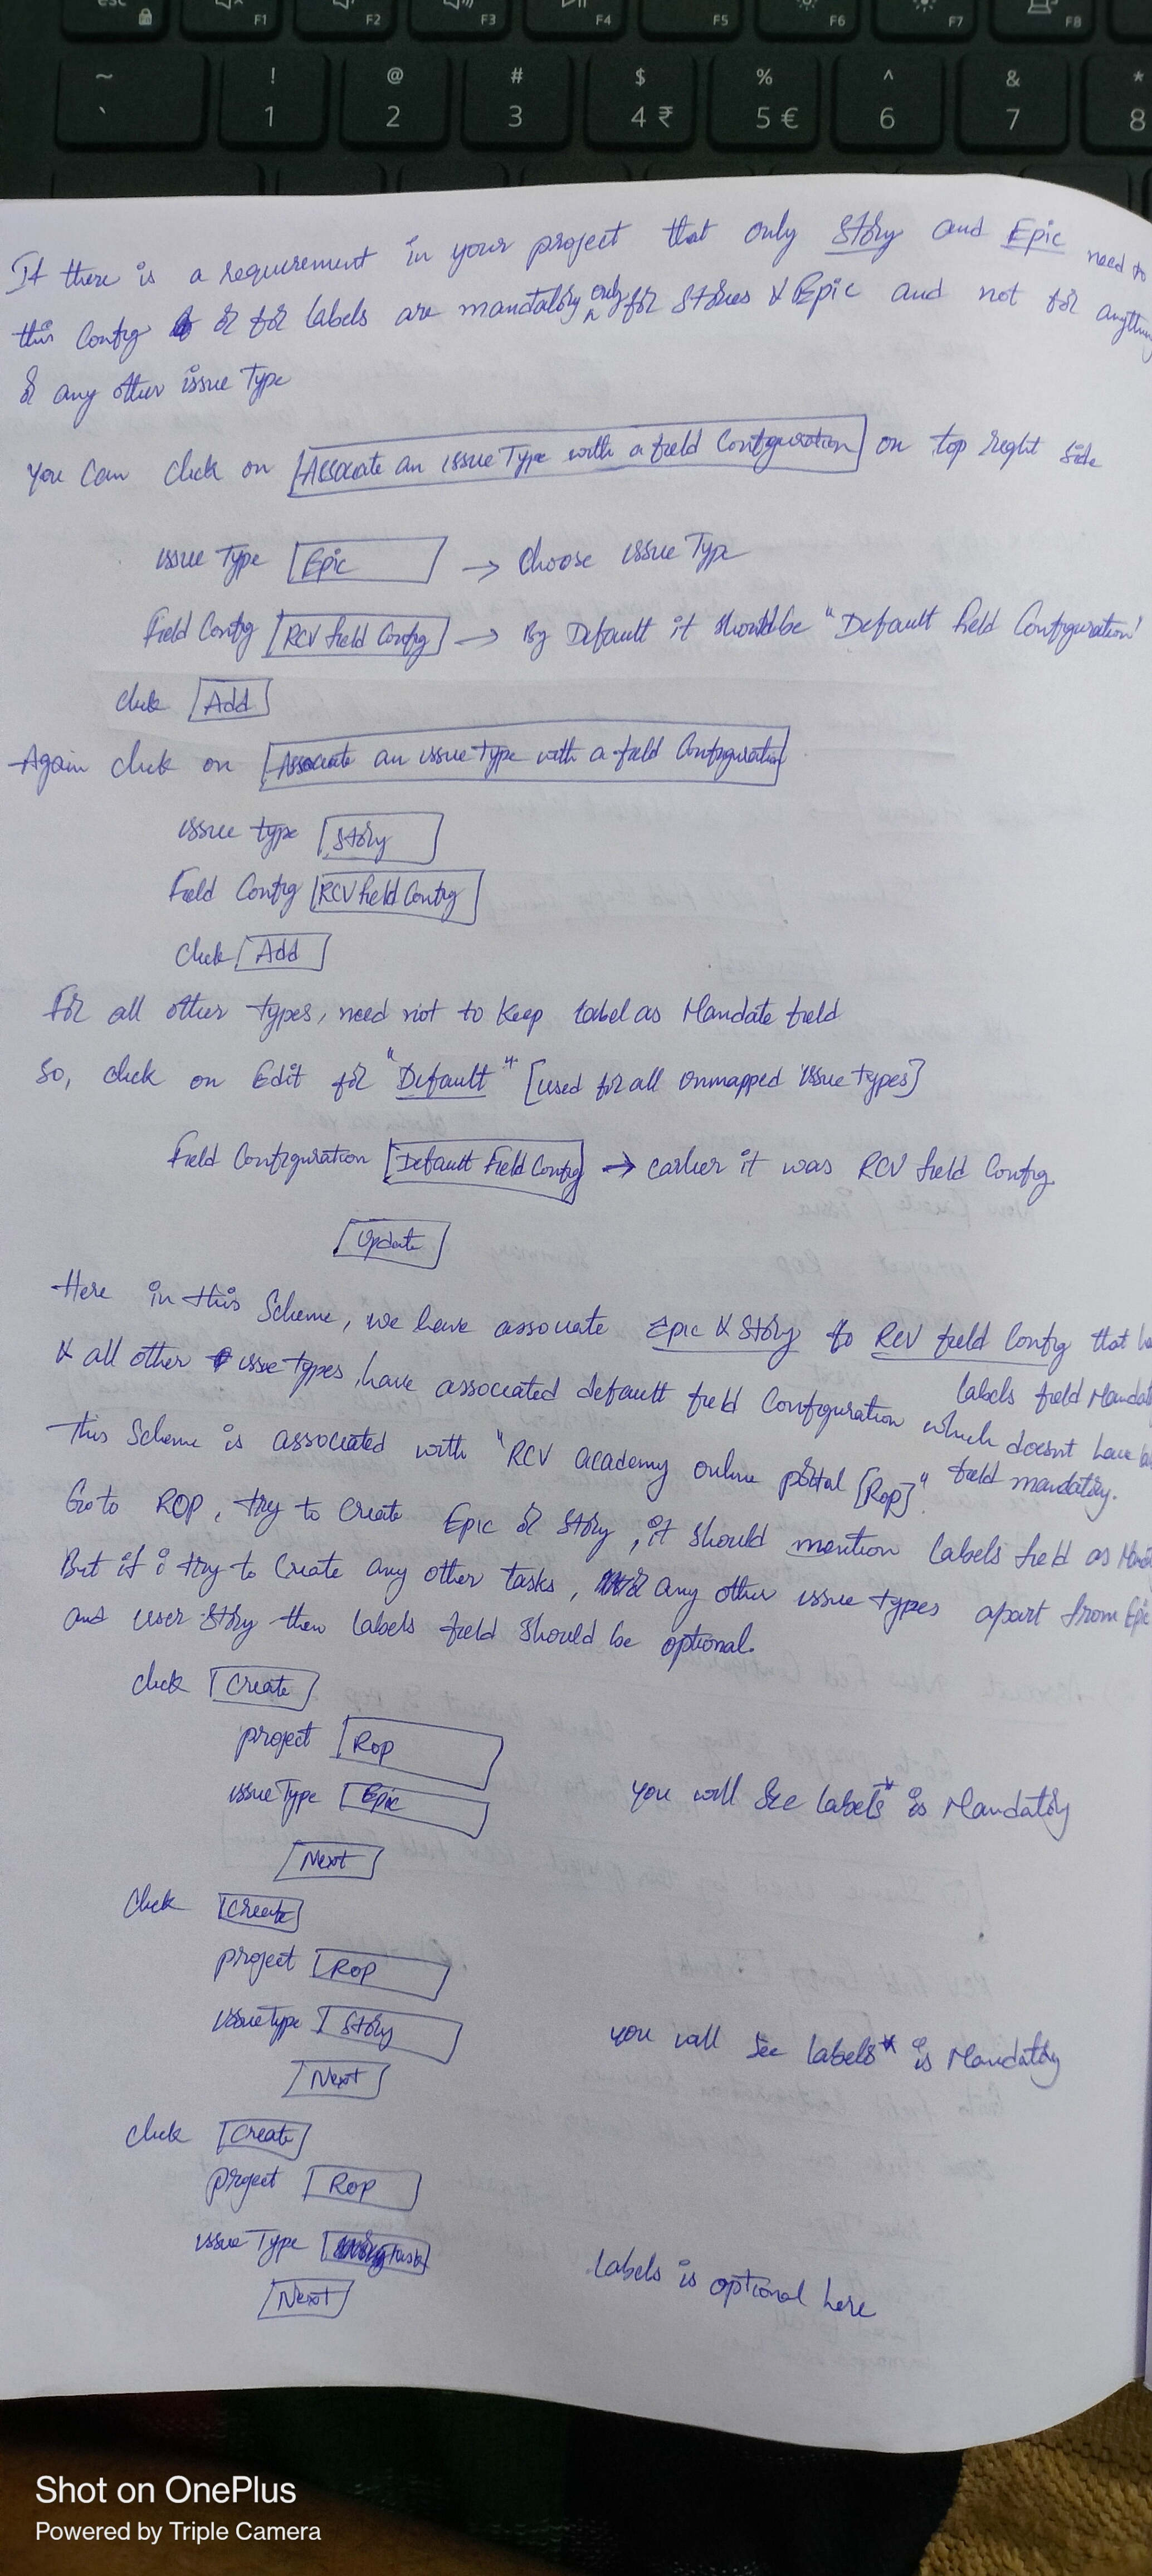 esc F1 F2 F3 F4 F5 F6 F7 F8
~ ! @ # $ % ^ & *
` 1 2 3 4 ₹ 5 € 6 7 8
If there is a requirement in your project that only Story and Epic need to
this Config or for labels are mandatory only for Stories & Epic and not for
or any other issue Type
You can click on Associate an issue Type with a field Configuration on top right side
issue Type Epic → Choose issue Type
Field Config RCV field Config → By Default it should be "Default field Configuration"
click Add
Again click on Associate an issue type with a field Configuration
issue type Story
Field Config RCV field Config
Click Add
For all other types, need not to keep label as Mandate field
So, click on Edit for "Default" [used for all unmapped issue types]
Field Configuration Default Field Config → earlier it was RCV field Config.
Update
Here in this Scheme, we have associate Epic & Story to RCV field Config that
labels field
& all other issue types, have associated default field Configuration which doesnt have
field mandatory.
This Scheme is associated with "RCV academy online portal [Rop]".
Go to ROP, try to create Epic or Story, it should mention labels field as
But if i try to create any other tasks, any other issue types apart from Epic
and user story then labels field should be optional.
click Create
project Rop
issue Type Epic
you will see labels* is Mandatory
Next
Click Create
project Rop
issue Type Story
you will see labels* is Mandatory
Next
click Create
project Rop
issue Type task
labels is optional here
Next
Shot on OnePlus
Powered by Triple Camera